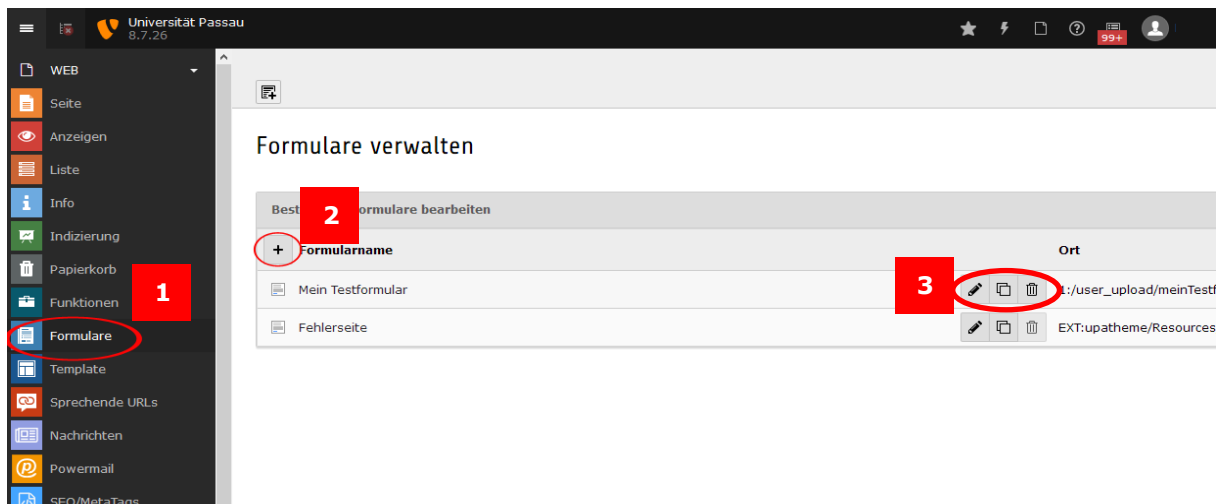 Universität Passau
8.7.26
99+
WEB
Seite
Anzeigen
Liste
Info
Indizierung
Papierkorb
Funktionen
Formulare
Template
Sprechende URLs
Nachrichten
Powermail
SEO/MetaTags
1
Formulare verwalten
Best ormulare bearbeiten
2
Formularname Ort
3
Mein Testformular 1:/user_upload/meinTestf
Fehlerseite EXT:upatheme/Resources